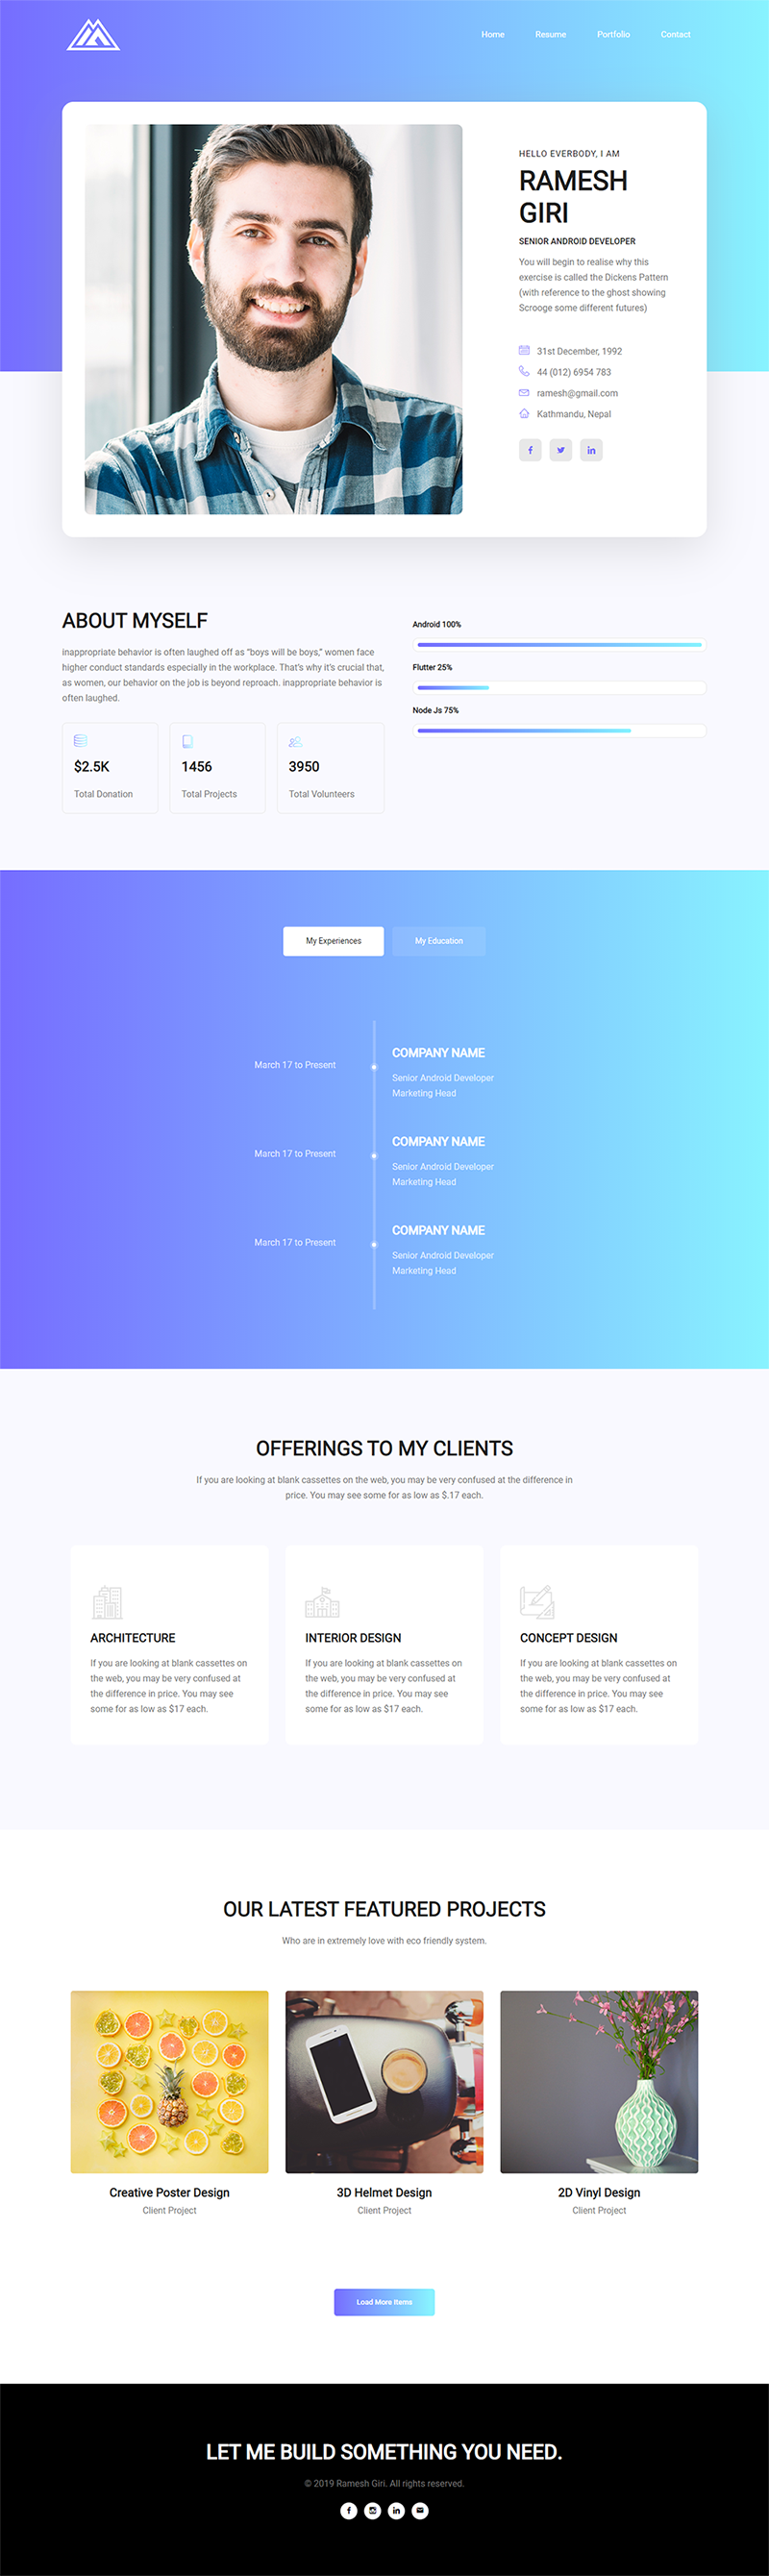 Home Resume Portfolio Contact
HELLO EVERBODY, I AM
RAMESH
GIRI
SENIOR ANDROID DEVELOPER
You will begin to realise why this
exercise is called the Dickens Pattern
(with reference to the ghost showing
Scrooge some different futures)
31st December, 1992
44 (012) 6954 783
ramesh@gmail.com
Kathmandu, Nepal
ABOUT MYSELF
inappropriate behavior is often laughed off as “boys will be boys,” women face
higher conduct standards especially in the workplace. That’s why it’s crucial that,
as women, our behavior on the job is beyond reproach. inappropriate behavior is
often laughed.
$2.5K
Total Donation
1456
Total Projects
3950
Total Volunteers
Android 100%
Flutter 25%
Node Js 75%
My Experiences
My Education
March 17 to Present
COMPANY NAME
Senior Android Developer
Marketing Head
March 17 to Present
COMPANY NAME
Senior Android Developer
Marketing Head
March 17 to Present
COMPANY NAME
Senior Android Developer
Marketing Head
OFFERINGS TO MY CLIENTS
If you are looking at blank cassettes on the web, you may be very confused at the difference in
price. You may see some for as low as $.17 each.
ARCHITECTURE
If you are looking at blank cassettes on
the web, you may be very confused at
the difference in price. You may see
some for as low as $17 each.
INTERIOR DESIGN
If you are looking at blank cassettes on
the web, you may be very confused at
the difference in price. You may see
some for as low as $17 each.
CONCEPT DESIGN
If you are looking at blank cassettes on
the web, you may be very confused at
the difference in price. You may see
some for as low as $17 each.
OUR LATEST FEATURED PROJECTS
Who are in extremely love with eco friendly system.
Creative Poster Design
Client Project
3D Helmet Design
Client Project
2D Vinyl Design
Client Project
Load More Items
LET ME BUILD SOMETHING YOU NEED.
© 2019 Ramesh Giri. All rights reserved.